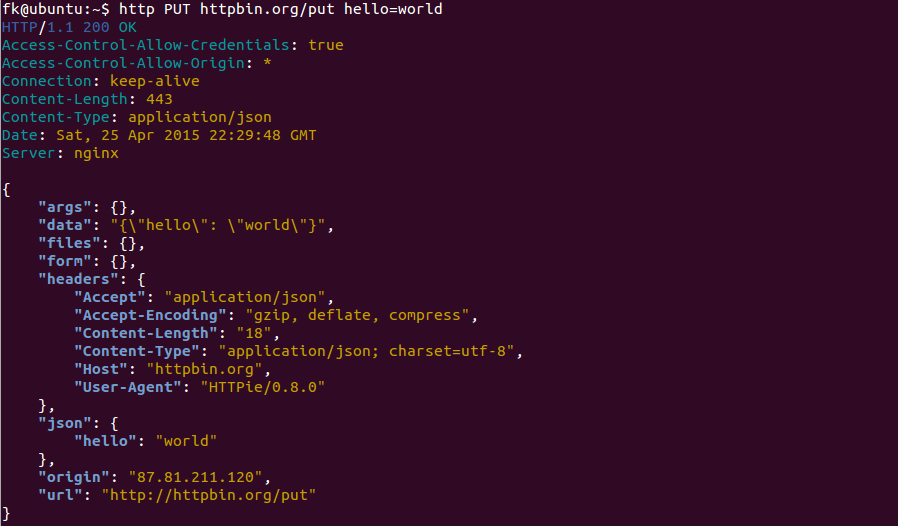 fk@ubuntu:~$ http PUT httpbin.org/put hello=world
HTTP/1.1 200 OK
Access-Control-Allow-Credentials: true
Access-Control-Allow-Origin: *
Connection: keep-alive
Content-Length: 443
Content-Type: application/json
Date: Sat, 25 Apr 2015 22:29:48 GMT
Server: nginx

{
    "args": {},
    "data": "{\"hello\": \"world\"}",
    "files": {},
    "form": {},
    "headers": {
        "Accept": "application/json",
        "Accept-Encoding": "gzip, deflate, compress",
        "Content-Length": "18",
        "Content-Type": "application/json; charset=utf-8",
        "Host": "httpbin.org",
        "User-Agent": "HTTPie/0.8.0"
    },
    "json": {
        "hello": "world"
    },
    "origin": "87.81.211.120",
    "url": "http://httpbin.org/put"
}